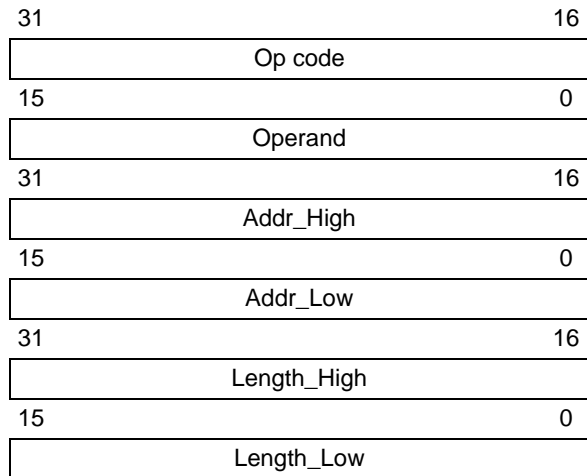 31 16
Op code
15 0
Operand
31 16
Addr_High
15 0
Addr_Low
31 16
Length_High
15 0
Length_Low